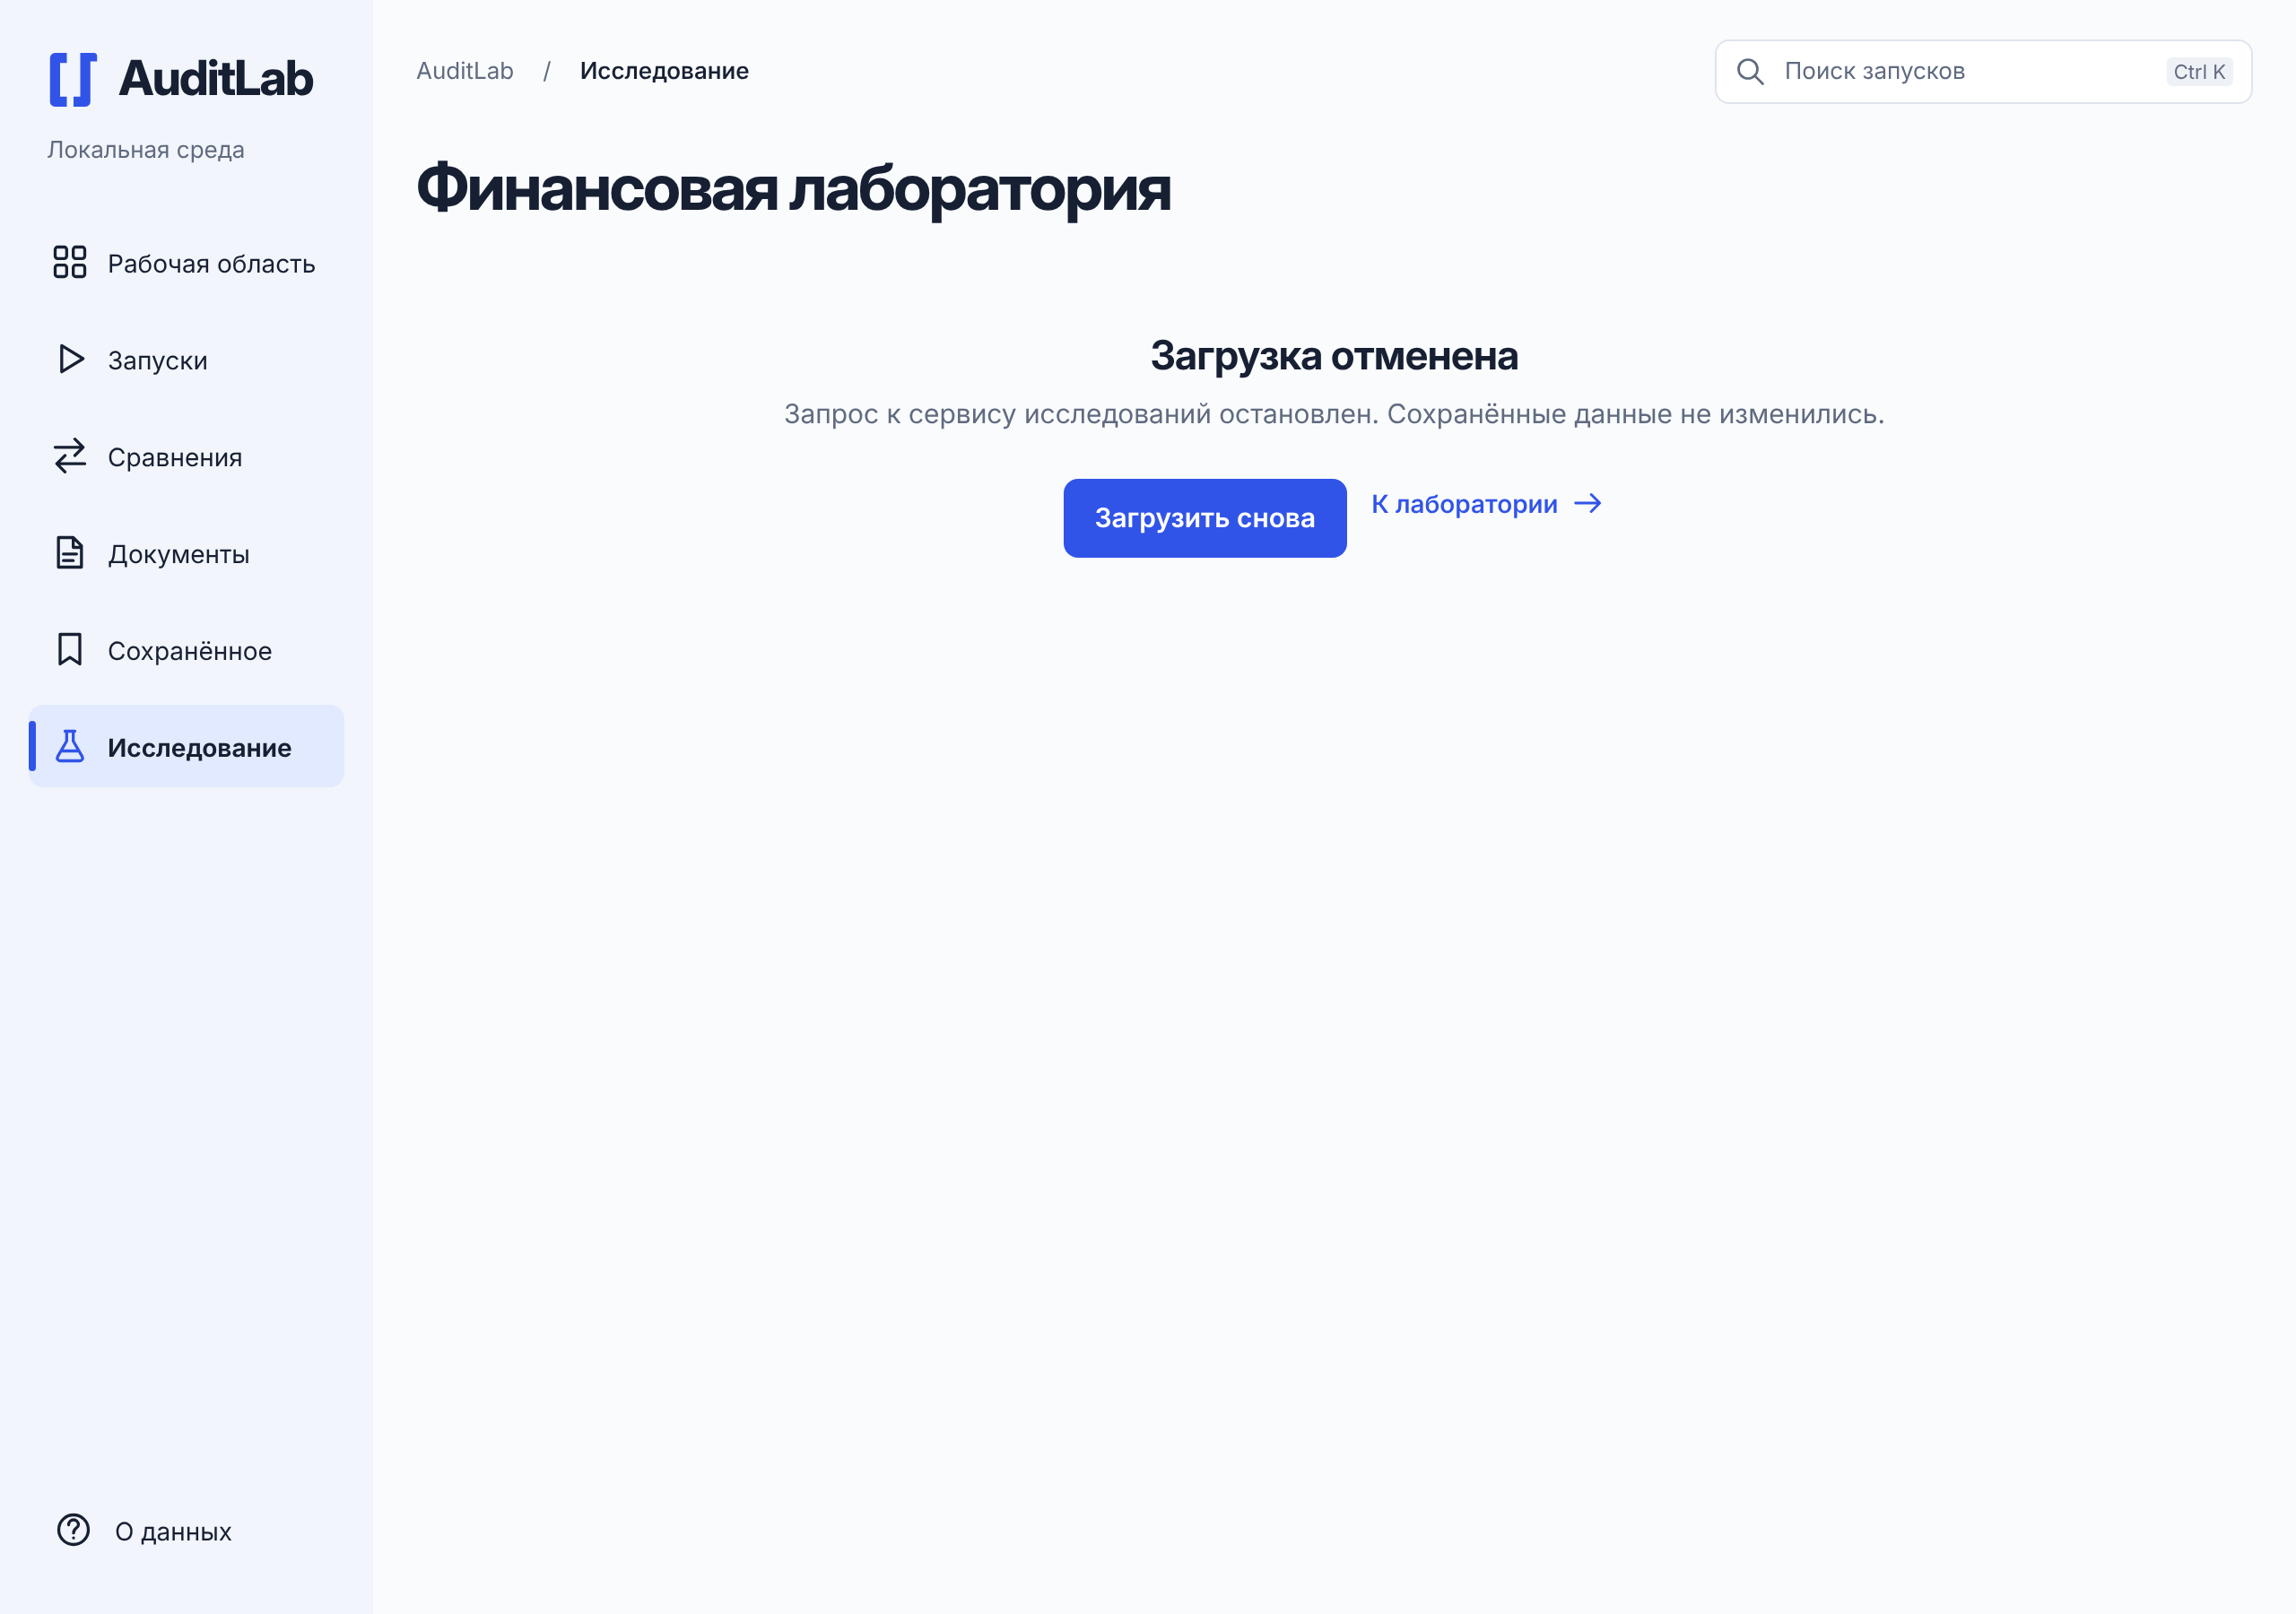 AuditLab
Локальная среда
Рабочая область
Запуски
Сравнения
Документы
Сохранённое
Исследование
О данных
AuditLab / Исследование
Поиск запусков Ctrl K
Финансовая лаборатория
Загрузка отменена
Запрос к сервису исследований остановлен. Сохранённые данные не изменились.
Загрузить снова
К лаборатории →